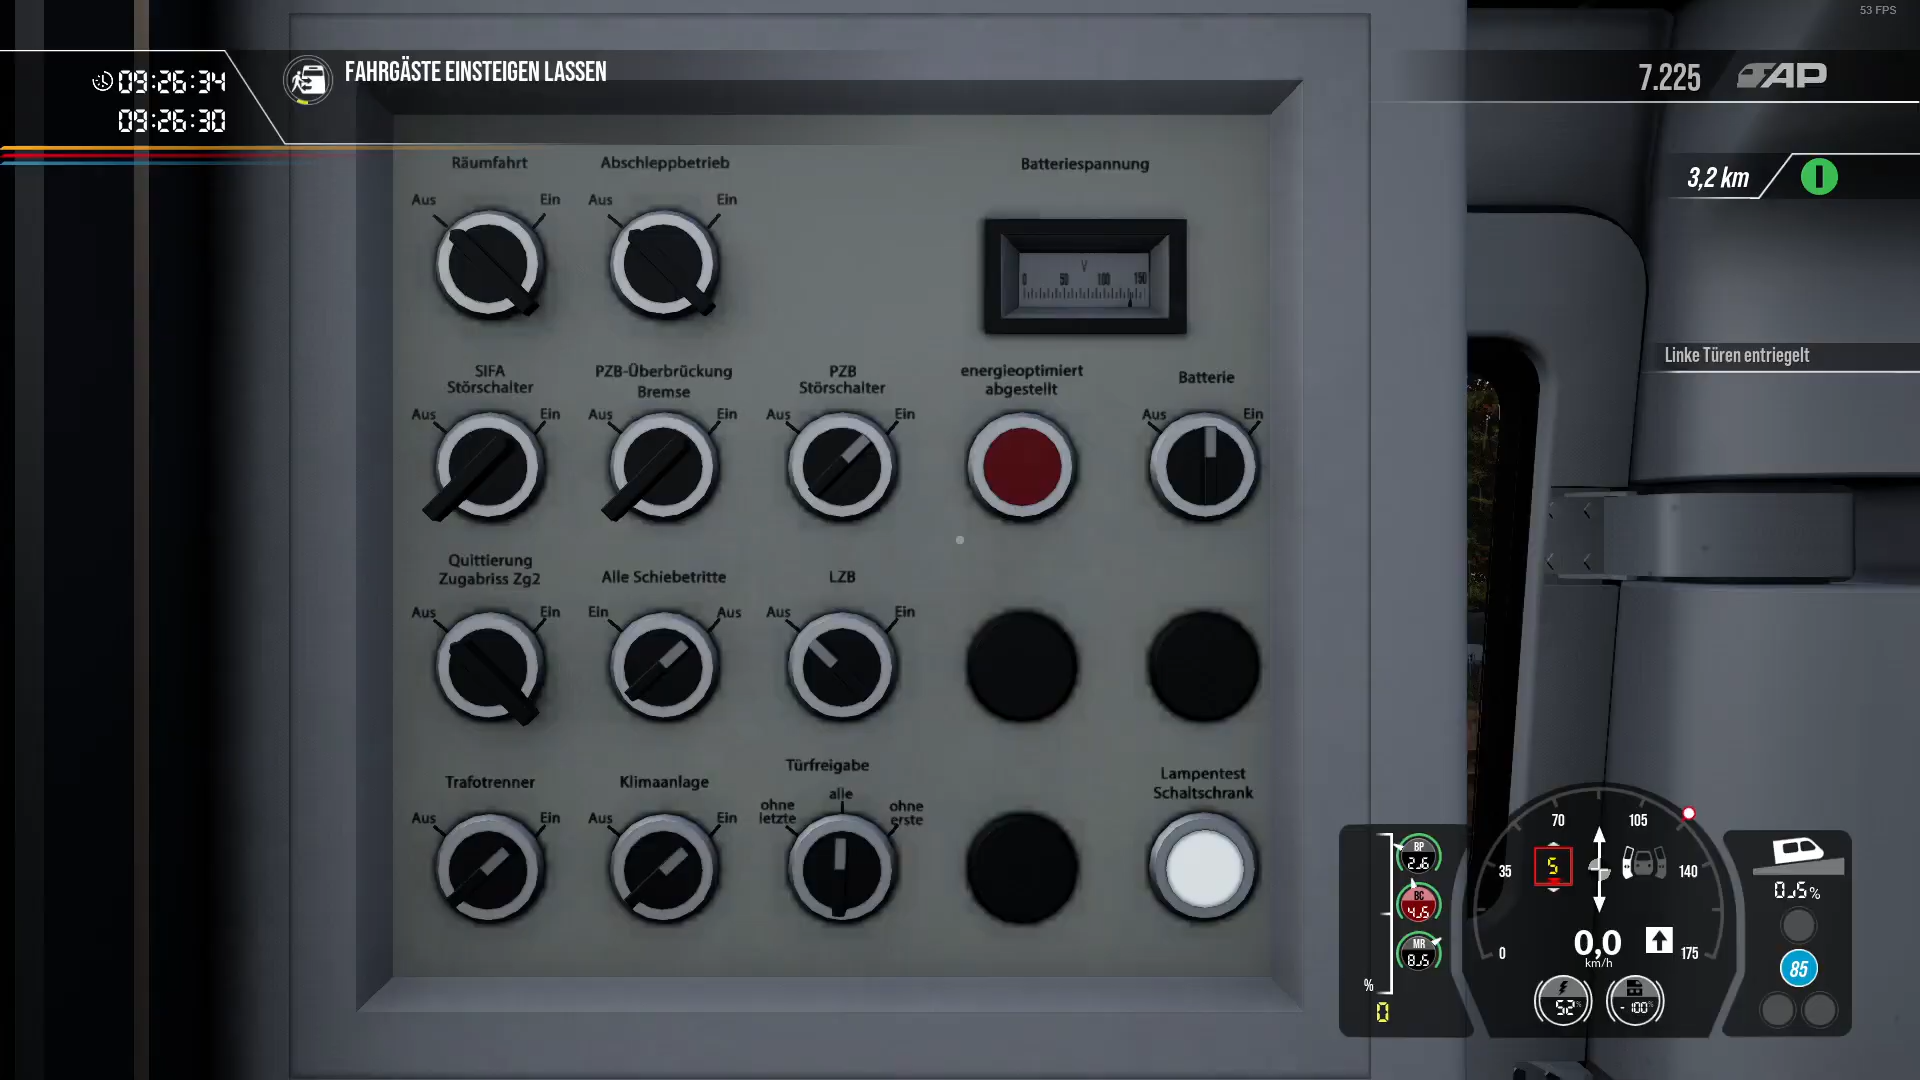 53 FPS
09:26:34
09:26:30
FAHRGÄSTE EINSTEIGEN LASSEN
7.225 AP
3,2 km
Räumfahrt
Abschleppbetrieb
Batteriespannung
Aus Ein
Aus Ein
V
0 50 100 150
Linke Türen entriegelt
SIFA
Störschalter
PZB-Überbrückung
Bremse
PZB
Störschalter
energieoptimiert
abgestellt
Batterie
Aus Ein
Aus Ein
Aus Ein
Aus Ein
Quittierung
Zugabriss Zg2
Alle Schiebetritte
LZB
Aus Ein
Ein Aus
Aus Ein
Trafotrenner
Klimaanlage
Türfreigabe
Lampentest
Schaltschrank
Aus Ein
Aus Ein
ohne
letzte
alle
ohne
erste
BP
2.6
BC
4.5
MR
8.5
%
0
0 35 70 105 140 175
S
0,0
km/h
52%
-100%
0.5%
85